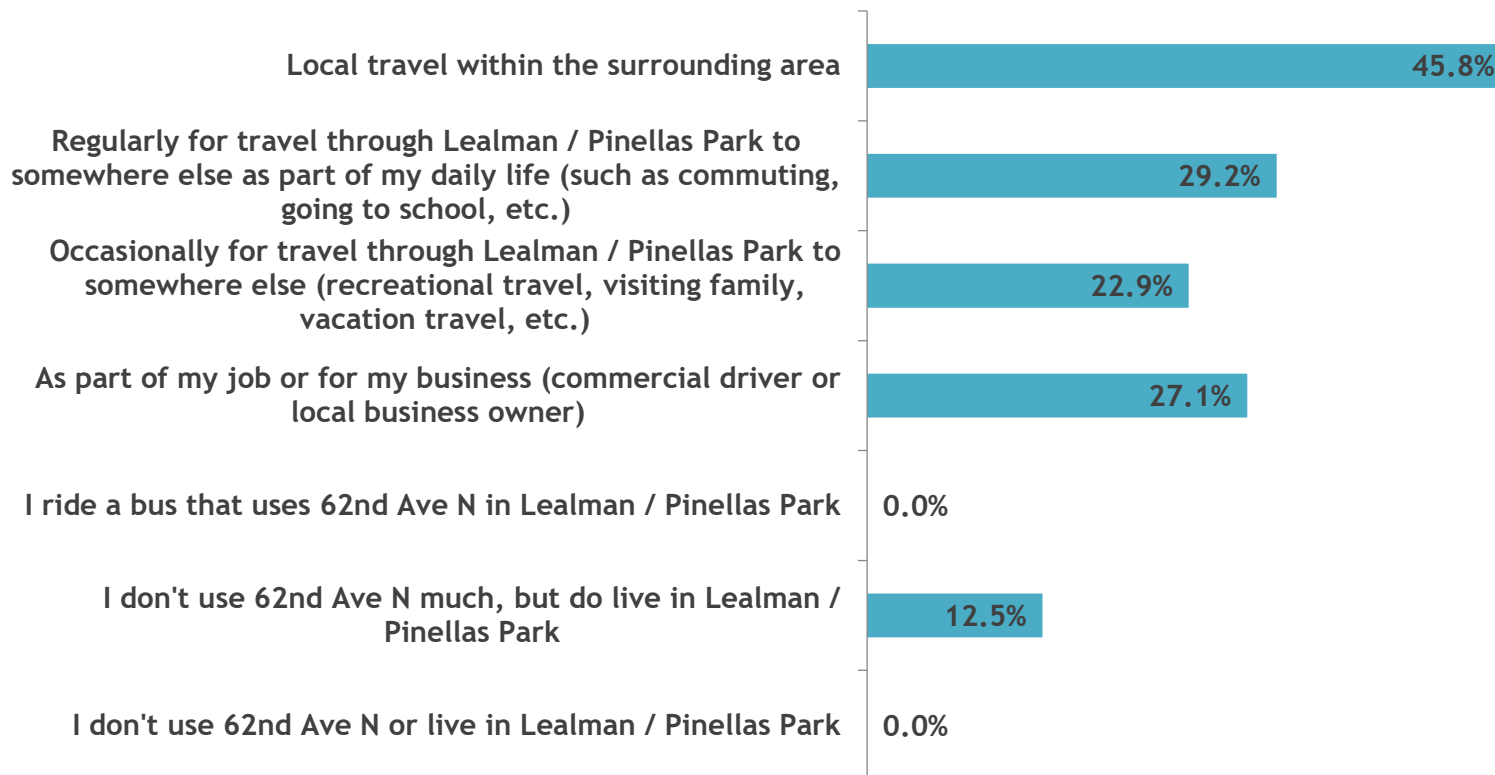 Local travel within the surrounding area
45.8%
Regularly for travel through Lealman / Pinellas Park to
somewhere else as part of my daily life (such as commuting,
going to school, etc.)
29.2%
Occasionally for travel through Lealman / Pinellas Park to
somewhere else (recreational travel, visiting family,
vacation travel, etc.)
22.9%
As part of my job or for my business (commercial driver or
local business owner)
27.1%
I ride a bus that uses 62nd Ave N in Lealman / Pinellas Park
0.0%
I don't use 62nd Ave N much, but do live in Lealman /
Pinellas Park
12.5%
I don't use 62nd Ave N or live in Lealman / Pinellas Park
0.0%